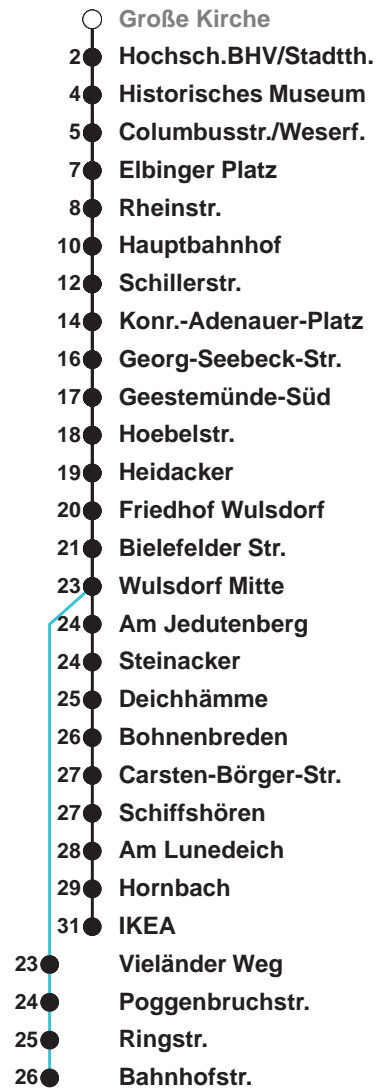 Große Kirche
2 Hochsch.BHV/Stadtth.
4 Historisches Museum
5 Columbusstr./Weserf.
7 Elbinger Platz
8 Rheinstr.
10 Hauptbahnhof
12 Schillerstr.
14 Konr.-Adenauer-Platz
16 Georg-Seebeck-Str.
17 Geestemünde-Süd
18 Hoebelstr.
19 Heidacker
20 Friedhof Wulsdorf
21 Bielefelder Str.
23 Wulsdorf Mitte
24 Am Jedutenberg
24 Steinacker
25 Deichhämme
26 Bohnenbreden
27 Carsten-Börger-Str.
27 Schiffshören
28 Am Lunedeich
29 Hornbach
31 IKEA
23 Vieländer Weg
24 Poggenbruchstr.
25 Ringstr.
26 Bahnhofstr.